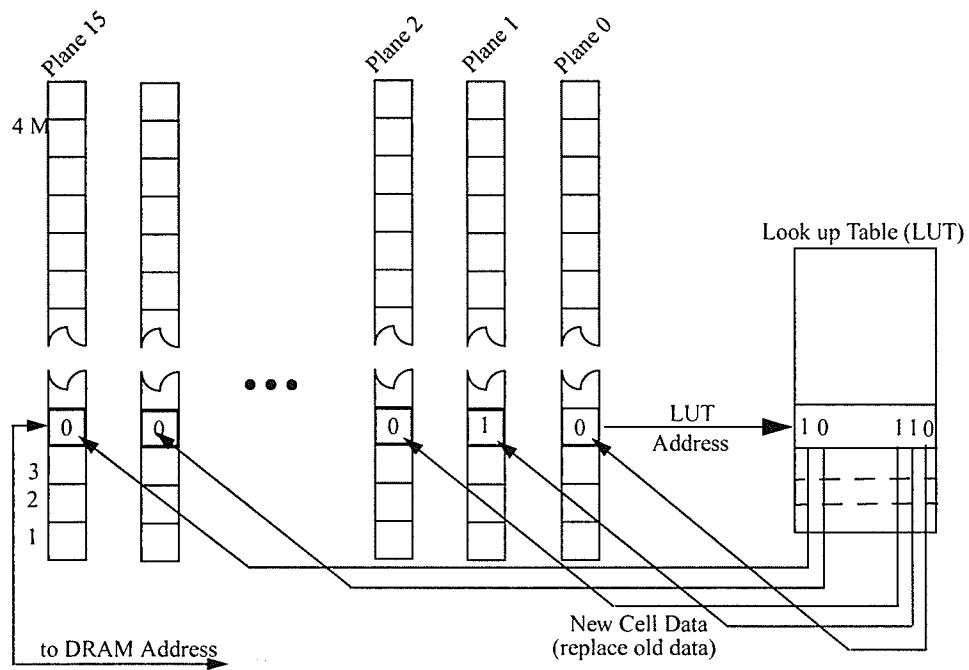 Plane 15
Plane 2
Plane 1
Plane 0
4 M
Look up Table (LUT)
0
0
0
1
0
LUT
Address
1 0
1 1 0
3
2
1
New Cell Data
(replace old data)
to DRAM Address